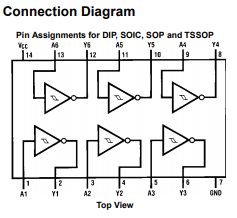 Connection Diagram
Pin Assignments for DIP, SOIC, SOP and TSSOP
VCC A6 Y6 A5 Y5 A4 Y4
14 13 12 11 10 9 8
1 2 3 4 5 6 7
A1 Y1 A2 Y2 A3 Y3 GND
Top View